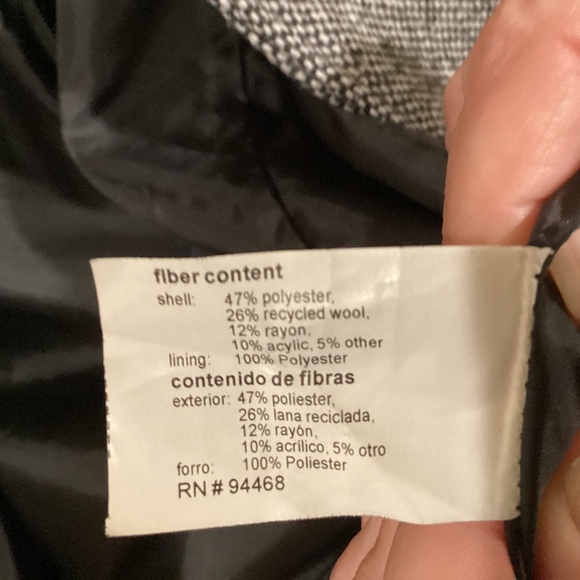 fiber content
shell: 47% polyester,
26% recycled wool,
12% rayon,
10% acylic, 5% other
lining: 100% Polyester
contenido de fibras
exterior: 47% poliester,
26% lana reciclada,
12% rayón,
10% acrílico, 5% otro
forro: 100% Poliester
RN # 94468